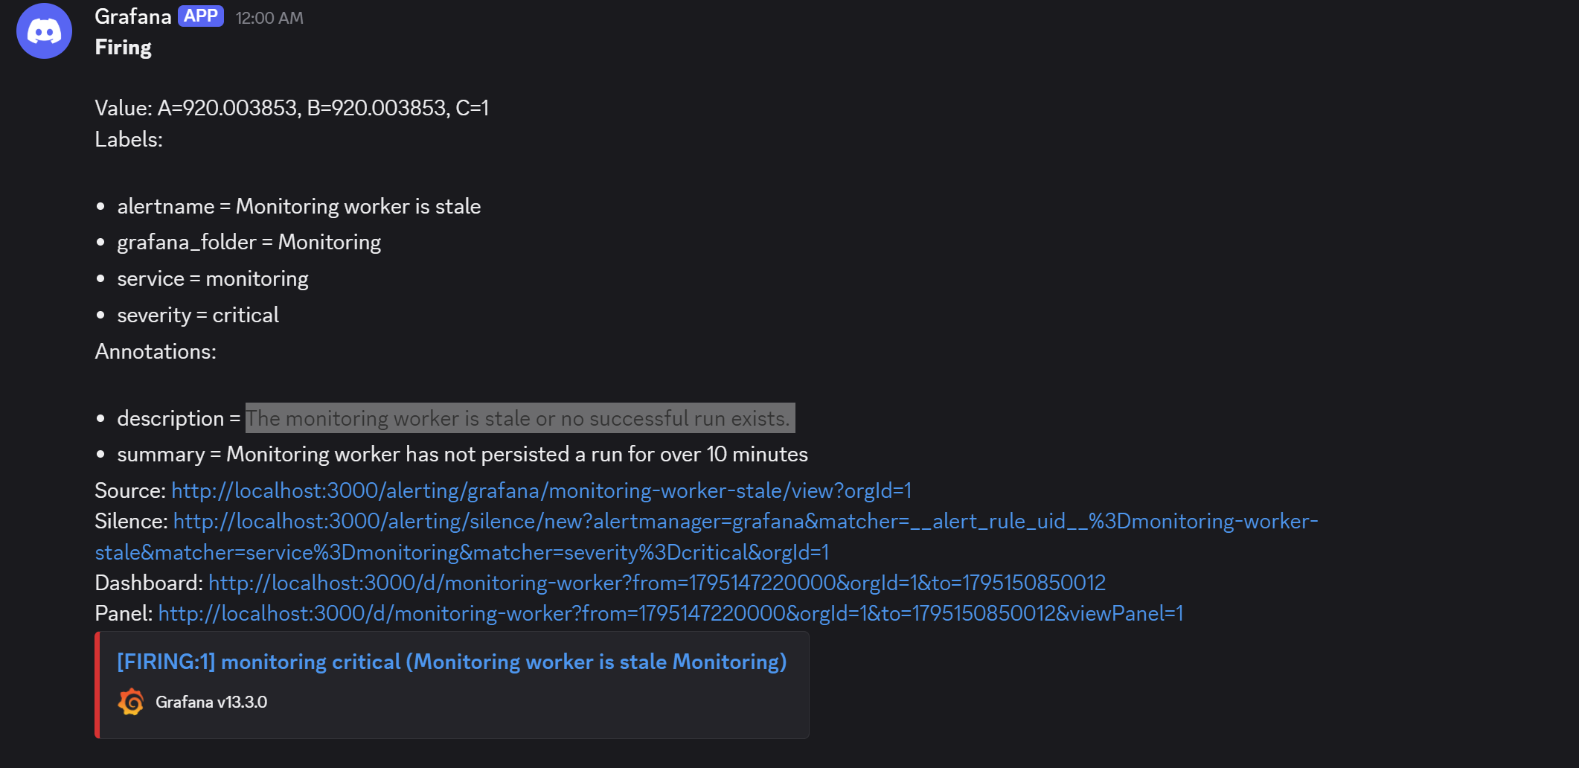 Grafana APP 12:00 AM
Firing
Value: A=920.003853, B=920.003853, C=1
Labels:
• alertname = Monitoring worker is stale
• grafana_folder = Monitoring
• service = monitoring
• severity = critical
Annotations:
• description = The monitoring worker is stale or no successful run exists.
• summary = Monitoring worker has not persisted a run for over 10 minutes
Source: http://localhost:3000/alerting/grafana/monitoring-worker-stale/view?orgId=1
Silence: http://localhost:3000/alerting/silence/new?alertmanager=grafana&matcher=__alert_rule_uid__%3Dmonitoring-worker-
stale&matcher=service%3Dmonitoring&matcher=severity%3Dcritical&orgId=1
Dashboard: http://localhost:3000/d/monitoring-worker?from=1795147220000&orgId=1&to=1795150850012
Panel: http://localhost:3000/d/monitoring-worker?from=1795147220000&orgId=1&to=1795150850012&viewPanel=1
[FIRING:1] monitoring critical (Monitoring worker is stale Monitoring)
Grafana v13.3.0